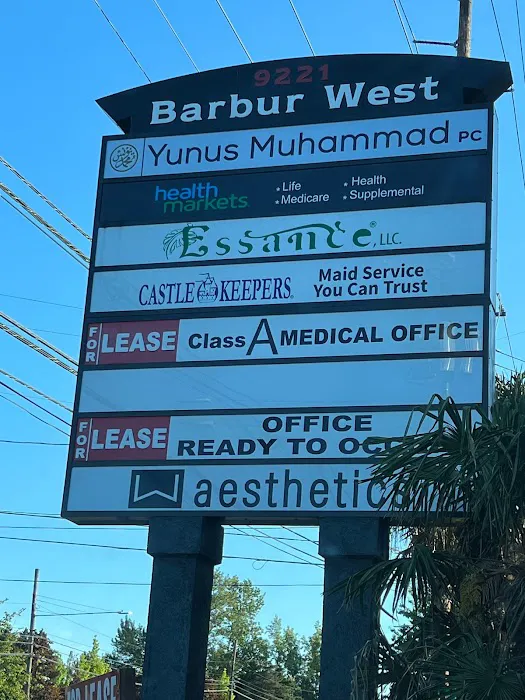 9221
Barbur West
Yunus Muhammad PC
health markets
* Life
* Medicare
* Health
* Supplemental
Essance®, LLC.
CASTLE KEEPERS®
Maid Service
You Can Trust
FOR LEASE
Class A MEDICAL OFFICE
FOR LEASE
OFFICE
READY TO
W aesthetic
LEASE